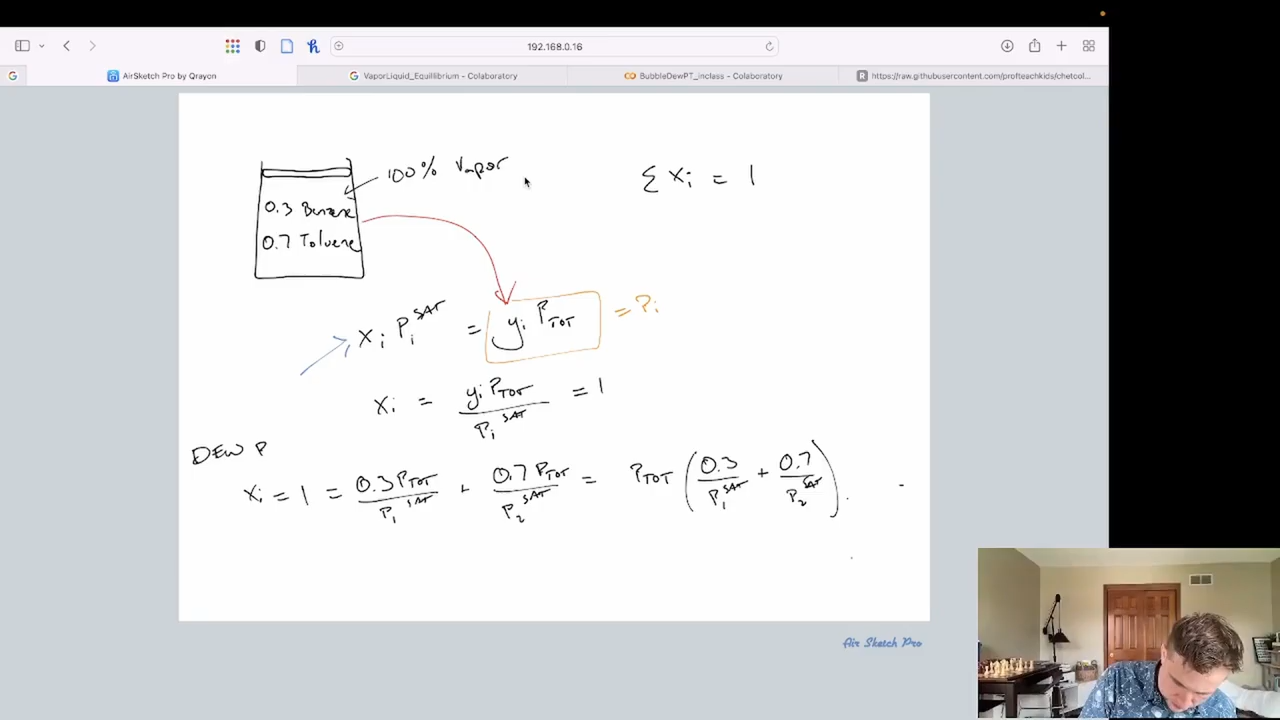 192.168.0.16
AirSketch Pro by Qrayon
VaporLiquid_Equillibrium - Colaboratory
BubbleDewPT_inclass - Colaboratory
https://raw.githubusercontent.com/profteachkids/chetcol...
100% Vapor
Σ xi = 1
0.3 Benzene
0.7 Toluene
xi Pi^SAT = yi P_TOT = Pi
xi = yi P_TOT / Pi^SAT = 1
DEW P
xi = 1 = 0.3 P_TOT / P1^SAT + 0.7 P_TOT / P2^SAT = P_TOT (0.3 / P1^SAT + 0.7 / P2^SAT)
Air Sketch Pro